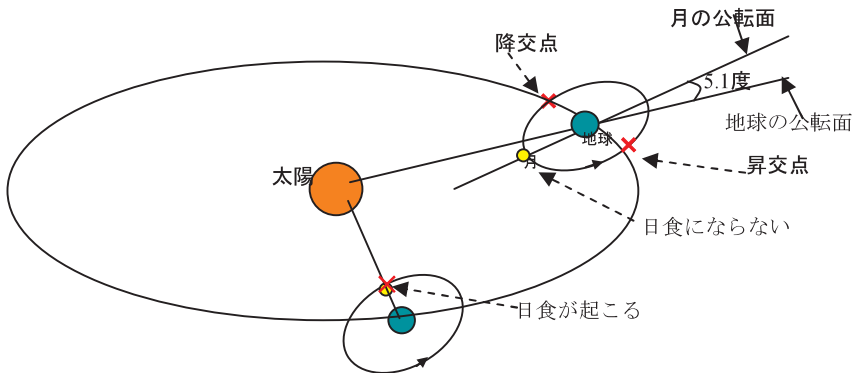 月の公転面
降交点
5.1度
地球の公転面
地球
太陽
月
昇交点
日食にならない
日食が起こる